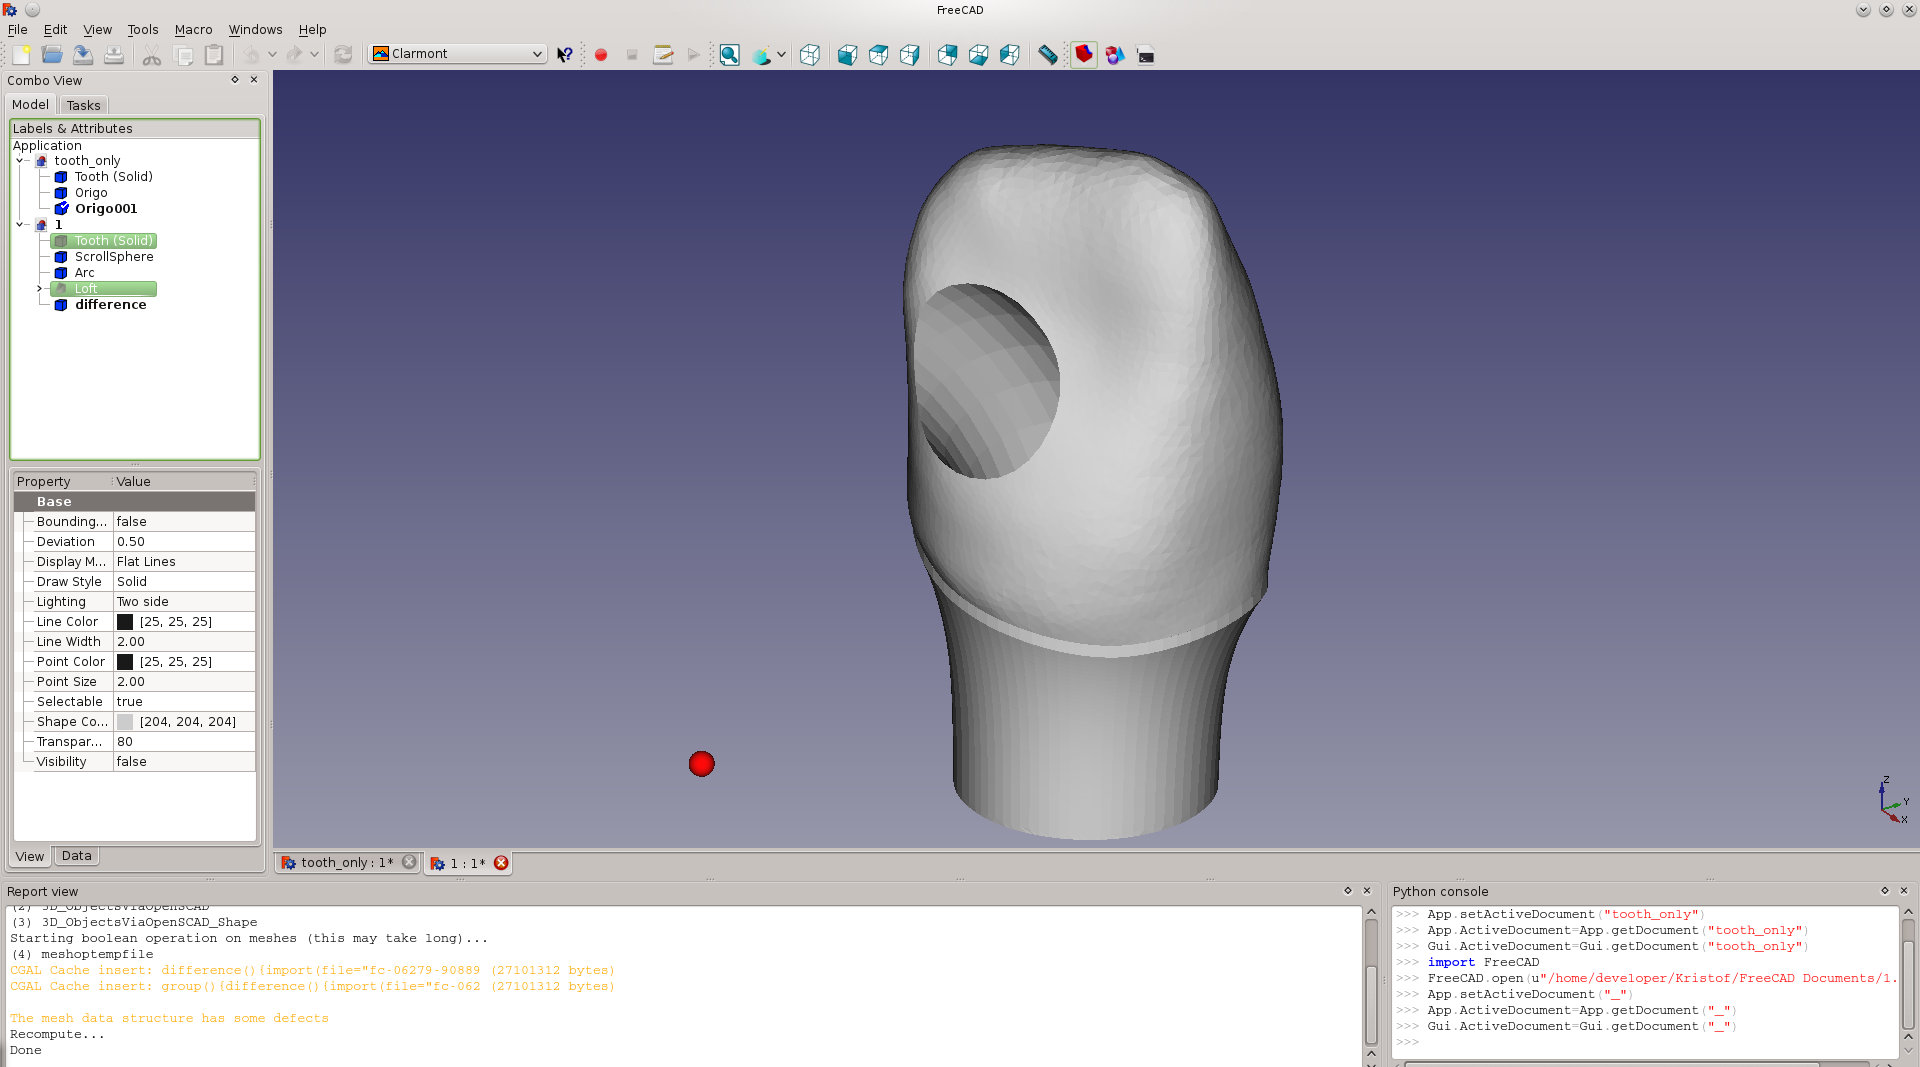 FreeCAD
File Edit View Tools Macro Windows Help
Clarmont
Combo View
Model Tasks
Labels & Attributes
Application
tooth_only
Tooth (Solid)
Origo
Origo001
1
Tooth (Solid)
ScrollSphere
Arc
Loft
difference
Property Value
Base
Bounding... false
Deviation 0.50
Display M... Flat Lines
Draw Style Solid
Lighting Two side
Line Color [25, 25, 25]
Line Width 2.00
Point Color [25, 25, 25]
Point Size 2.00
Selectable true
Shape Co... [204, 204, 204]
Transpar... 80
Visibility false
View Data
Z
Y
X
tooth_only : 1* 1 : 1*
Report view
(2) 3D_ObjectsViaOpenSCAD
(3) 3D_ObjectsViaOpenSCAD_Shape
Starting boolean operation on meshes (this may take long)...
(4) meshoptempfile
CGAL Cache insert: difference(){import(file="fc-06279-90889 (27101312 bytes)
CGAL Cache insert: group(){difference(){import(file="fc-062 (27101312 bytes)
The mesh data structure has some defects
Recompute...
Done
Python console
>>> App.setActiveDocument("tooth_only")
>>> App.ActiveDocument=App.getDocument("tooth_only")
>>> Gui.ActiveDocument=Gui.getDocument("tooth_only")
>>> import FreeCAD
>>> FreeCAD.open(u"/home/developer/Kristof/FreeCAD Documents/1.
>>> App.setActiveDocument("_")
>>> App.ActiveDocument=App.getDocument("_")
>>> Gui.ActiveDocument=Gui.getDocument("_")
>>>